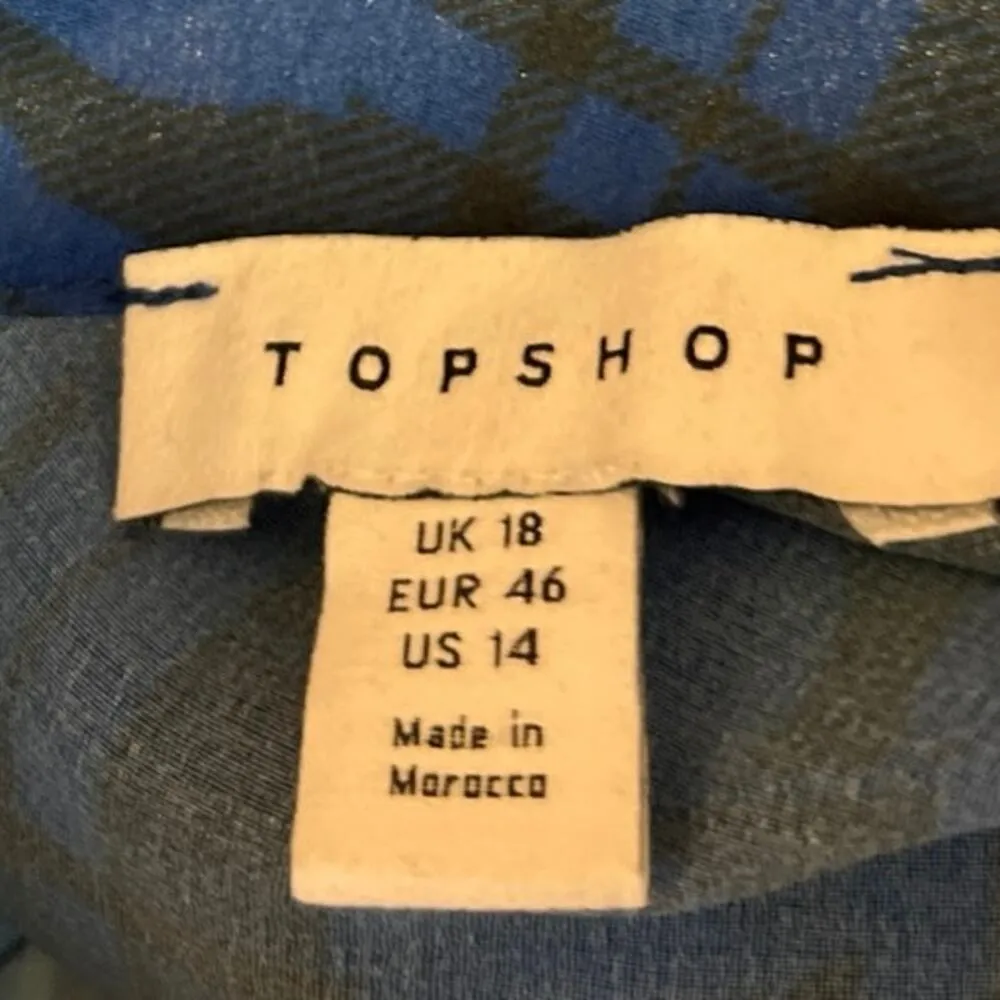 TOPSHOP
UK 18
EUR 46
US 14
Made in
Morocco